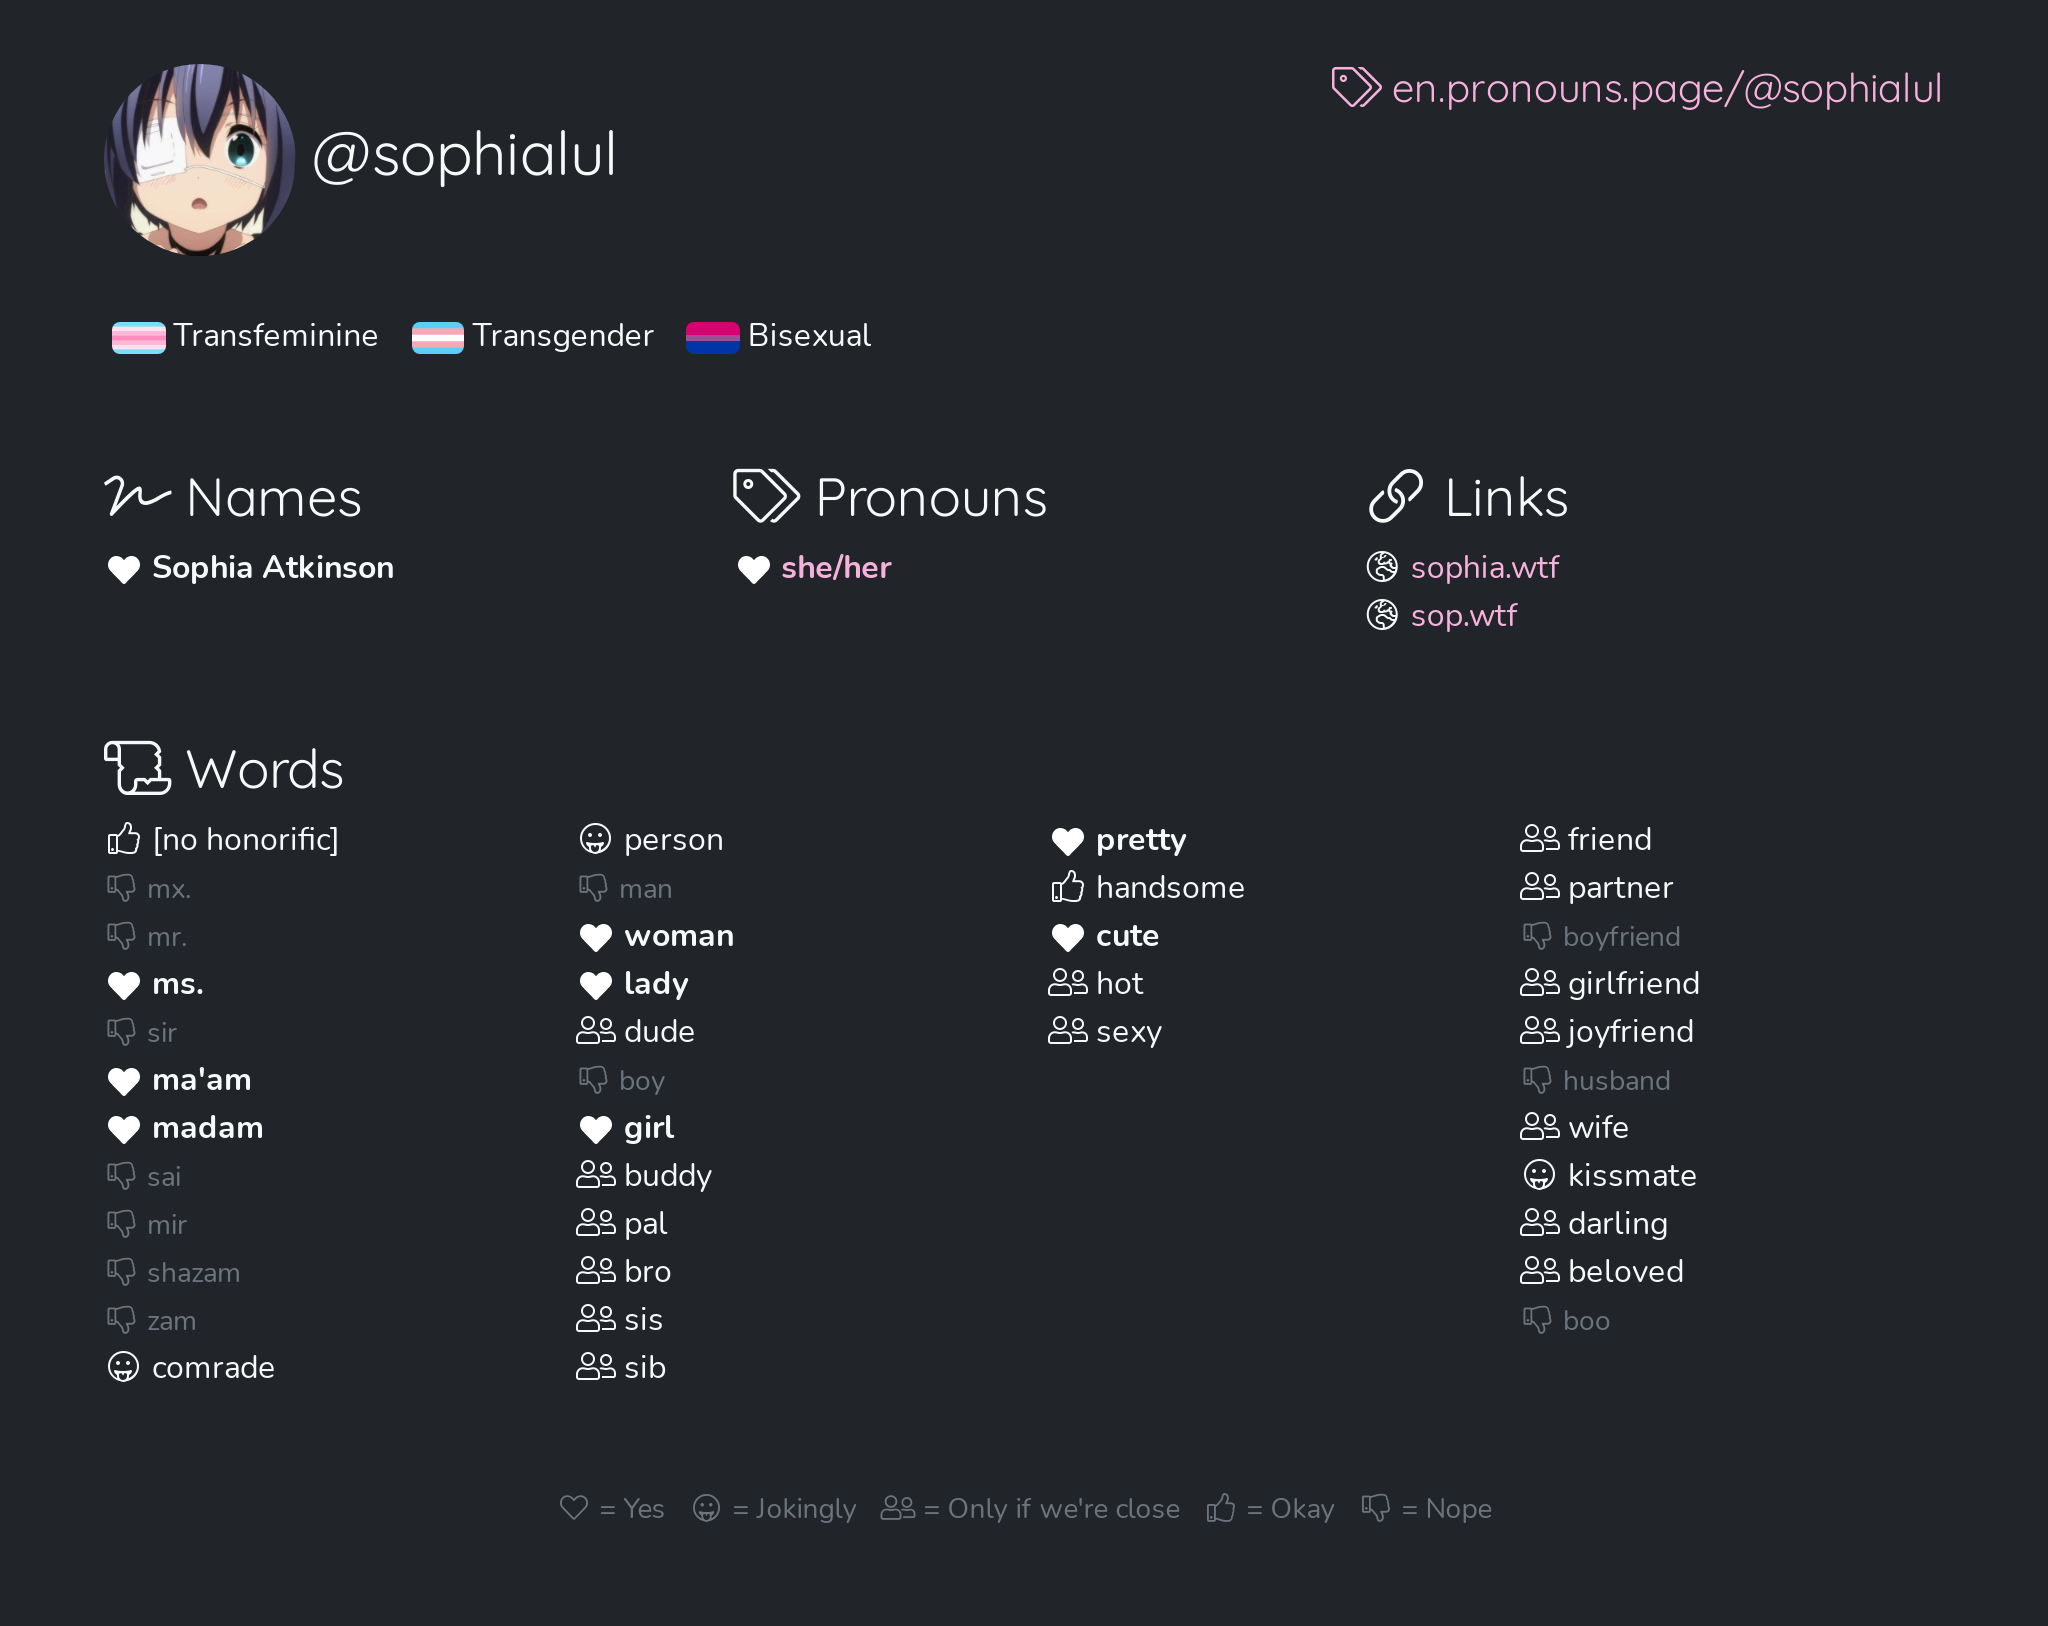 en.pronouns.page/@sophialul
@sophialul
Transfeminine Transgender Bisexual
Names
Sophia Atkinson
Pronouns
she/her
Links
sophia.wtf
sop.wtf
Words
[no honorific]
mx.
mr.
ms.
sir
ma'am
madam
sai
mir
shazam
zam
comrade
person
man
woman
lady
dude
boy
girl
buddy
pal
bro
sis
sib
pretty
handsome
cute
hot
sexy
friend
partner
boyfriend
girlfriend
joyfriend
husband
wife
kissmate
darling
beloved
boo
= Yes = Jokingly = Only if we're close = Okay = Nope